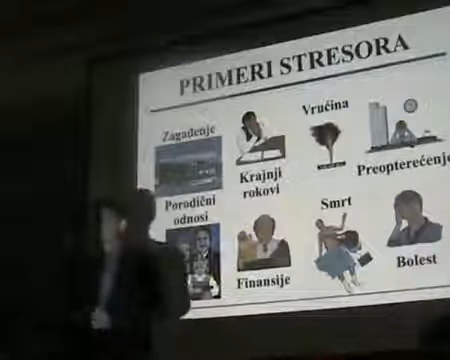 PRIMERI STRESORA
Zagađenje
Krajnji
rokovi
Vrućina
Preopterećenje
Porodični
odnosi
Finansije
Smrt
Bolest